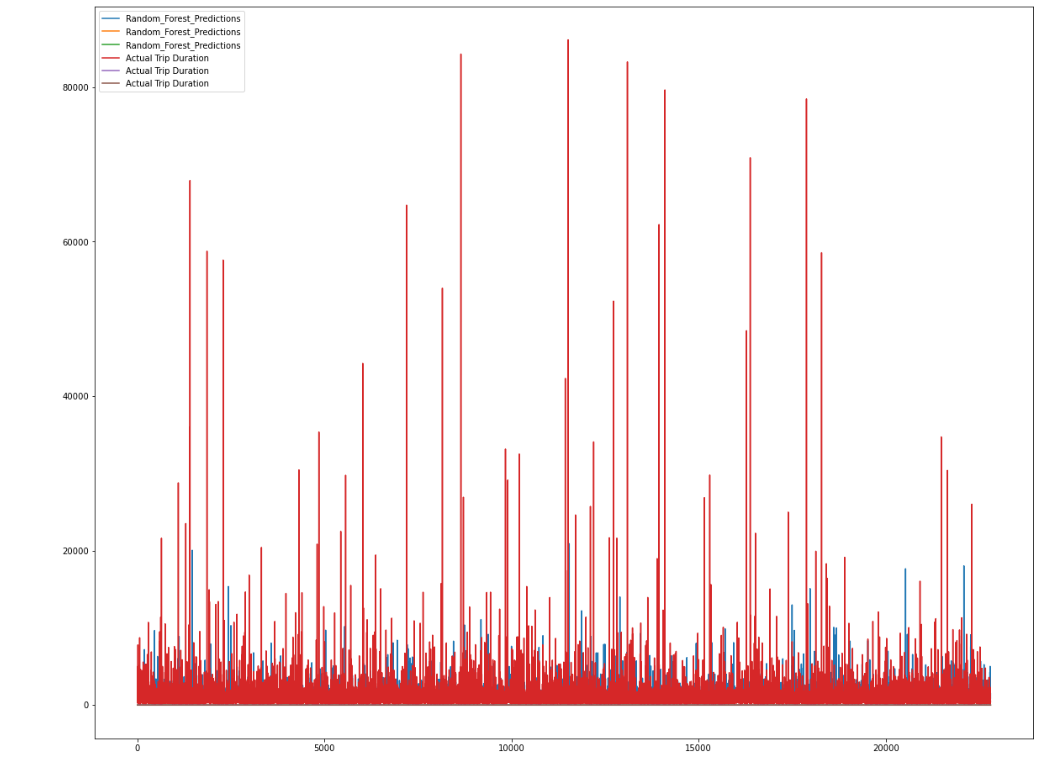 Random_Forest_Predictions
Random_Forest_Predictions
Random_Forest_Predictions
Actual Trip Duration
Actual Trip Duration
Actual Trip Duration
80000
60000
40000
20000
0
0 5000 10000 15000 20000